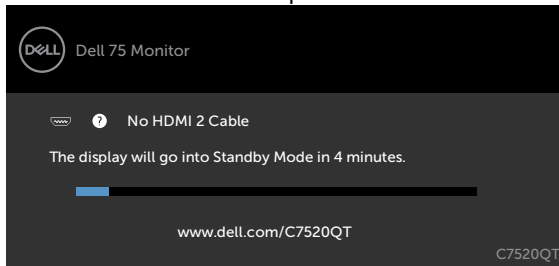 DELL
Dell 75 Monitor
? No HDMI 2 Cable
The display will go into Standby Mode in 4 minutes.
www.dell.com/C7520QT
C7520QT